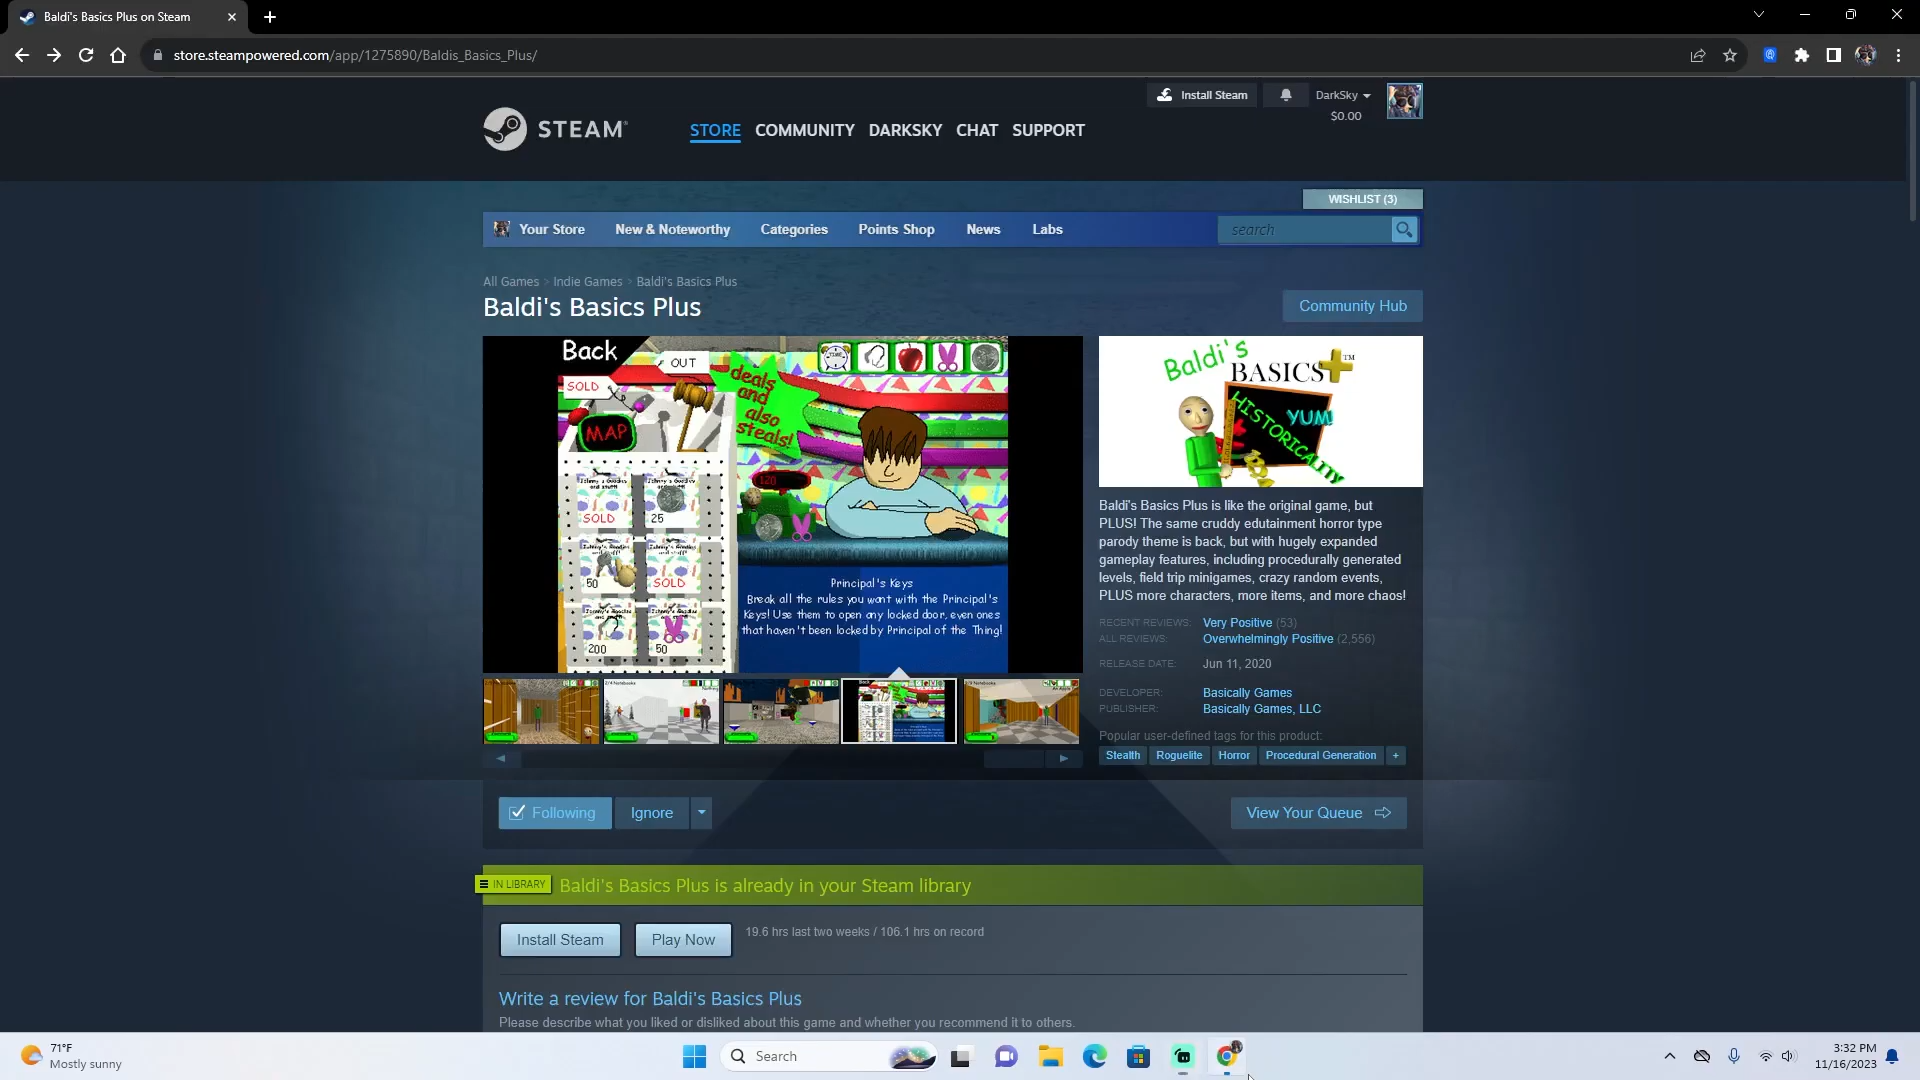 Baldi's Basics Plus on Steam
store.steampowered.com/app/1275890/Baldis_Basics_Plus/
Install Steam
DarkSky
$0.00
STEAM
STORE COMMUNITY DARKSKY CHAT SUPPORT
WISHLIST (3)
Your Store New & Noteworthy Categories Points Shop News Labs
search
All Games > Indie Games > Baldi's Basics Plus
Baldi's Basics Plus
Community Hub
Back
OUT
SOLD
MAP
deals
and
also
steals!
SOLD
25
50
SOLD
200
50
120
Principal's Keys
Break all the rules you want with the Principal's
Keys! Use them to open any locked door, even ones
that haven't been locked by Principal of the Thing!
Baldi's
BASICS
TM
HISTORICALITY
YUM!
Baldi's Basics Plus is like the original game, but
PLUS! The same cruddy edutainment horror type
parody theme is back, but with hugely expanded
gameplay features, including procedurally generated
levels, field trip minigames, crazy random events,
PLUS more characters, more items, and more chaos!
RECENT REVIEWS: Very Positive (53)
ALL REVIEWS: Overwhelmingly Positive (2,556)
RELEASE DATE: Jun 11, 2020
DEVELOPER: Basically Games
PUBLISHER: Basically Games, LLC
Popular user-defined tags for this product:
Stealth Roguelite Horror Procedural Generation +
Following Ignore
View Your Queue
IN LIBRARY
Baldi's Basics Plus is already in your Steam library
Install Steam
Play Now
19.6 hrs last two weeks / 106.1 hrs on record
Write a review for Baldi's Basics Plus
Please describe what you liked or disliked about this game and whether you recommend it to others.
71°F
Mostly sunny
Search
3:32 PM
11/16/2023